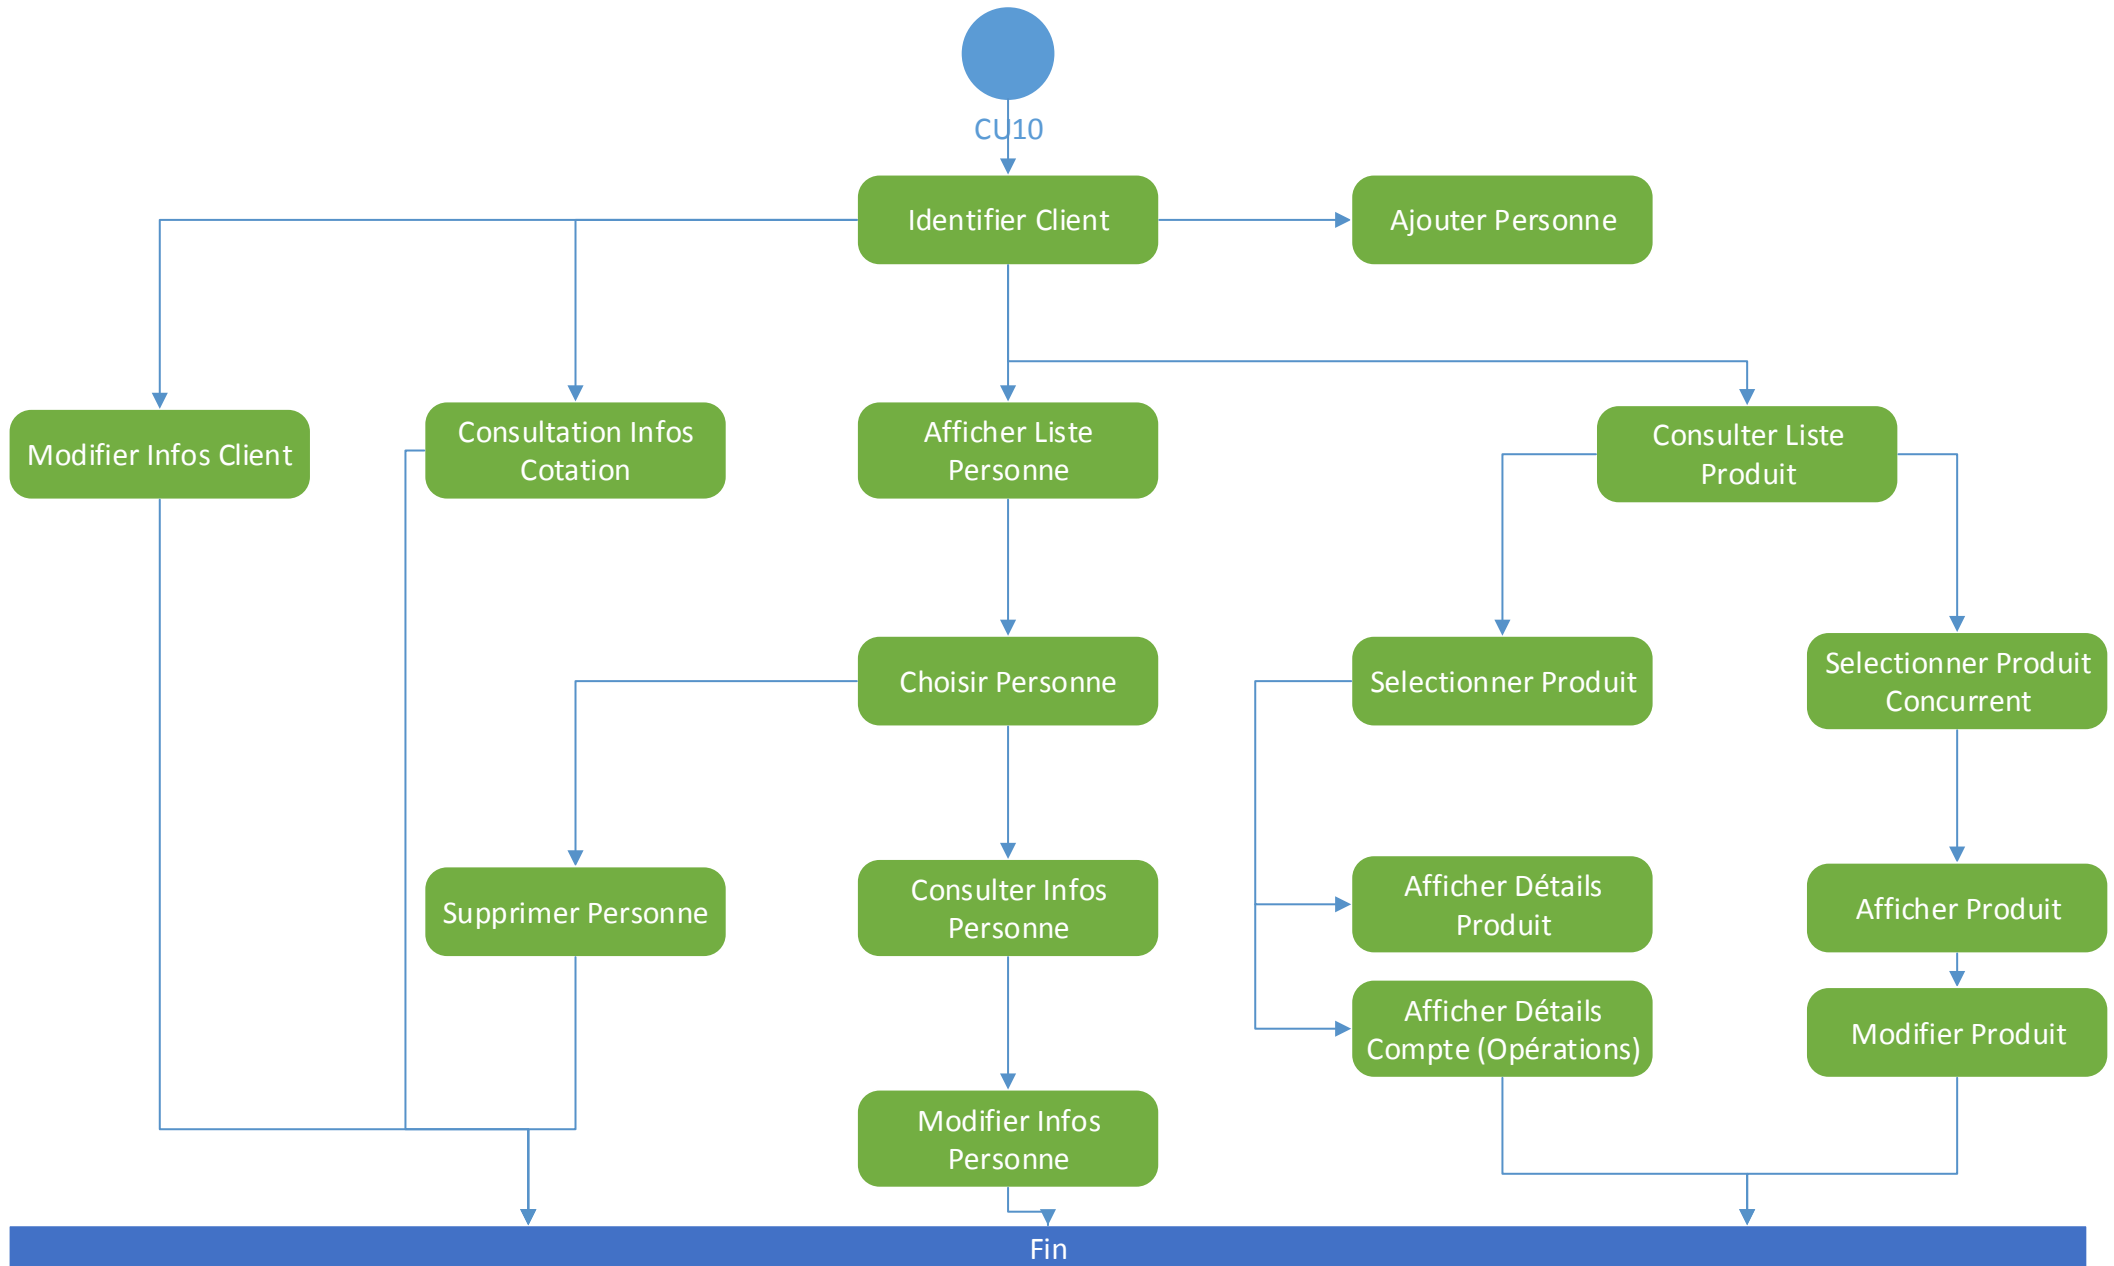 CU10
Identifier Client
Ajouter Personne
Modifier Infos Client
Consultation Infos
Cotation
Afficher Liste
Personne
Consulter Liste
Produit
Choisir Personne
Selectionner Produit
Selectionner Produit
Concurrent
Supprimer Personne
Consulter Infos
Personne
Afficher Détails
Produit
Afficher Produit
Afficher Détails
Compte (Opérations)
Modifier Produit
Modifier Infos
Personne
Fin